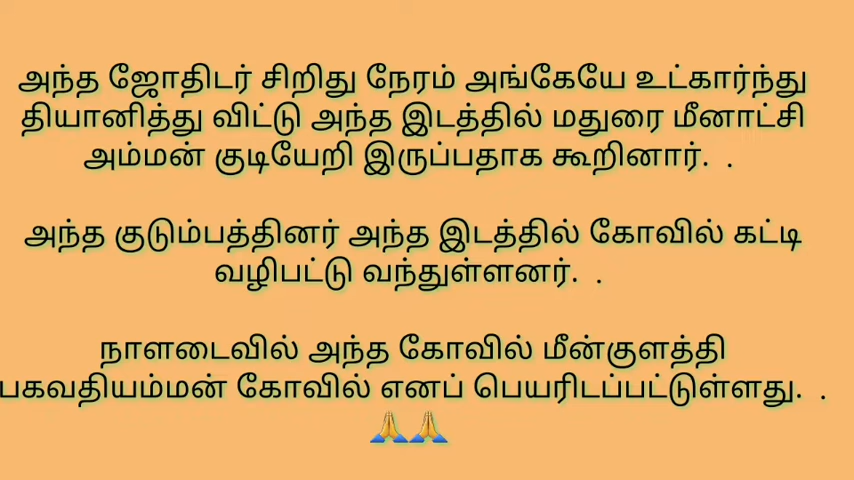 அந்த ஜோதிடர் சிறிது நேரம் அங்கேயே உட்கார்ந்து
தியானித்து விட்டு அந்த இடத்தில் மதுரை மீனாட்சி
அம்மன் குடியேறி இருப்பதாக கூறினார்.  .
அந்த குடும்பத்தினர் அந்த இடத்தில் கோவில் கட்டி
வழிபட்டு வந்துள்ளனர்.  .
நாளடைவில் அந்த கோவில் மீன்குளத்தி
பகவதியம்மன் கோவில் எனப் பெயரிடப்பட்டுள்ளது.  .
🙏🙏